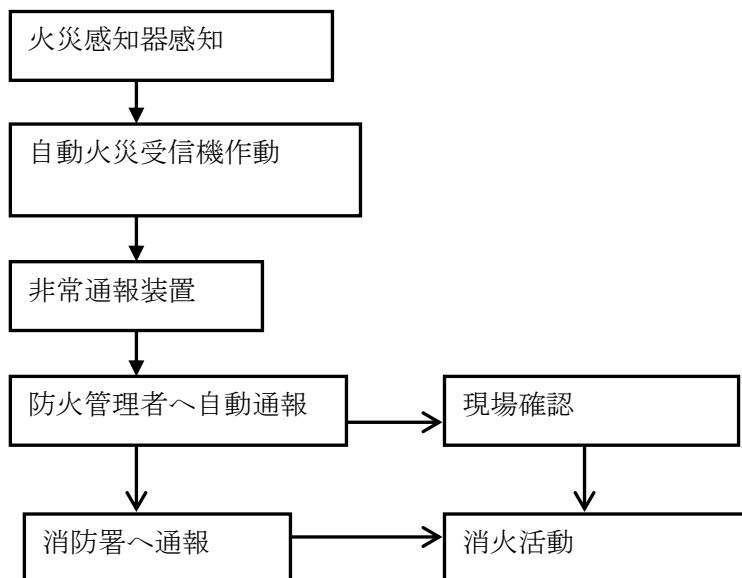 火災感知器感知
自動火災受信機作動
非常通報装置
防火管理者へ自動通報
現場確認
消防署へ通報
消火活動